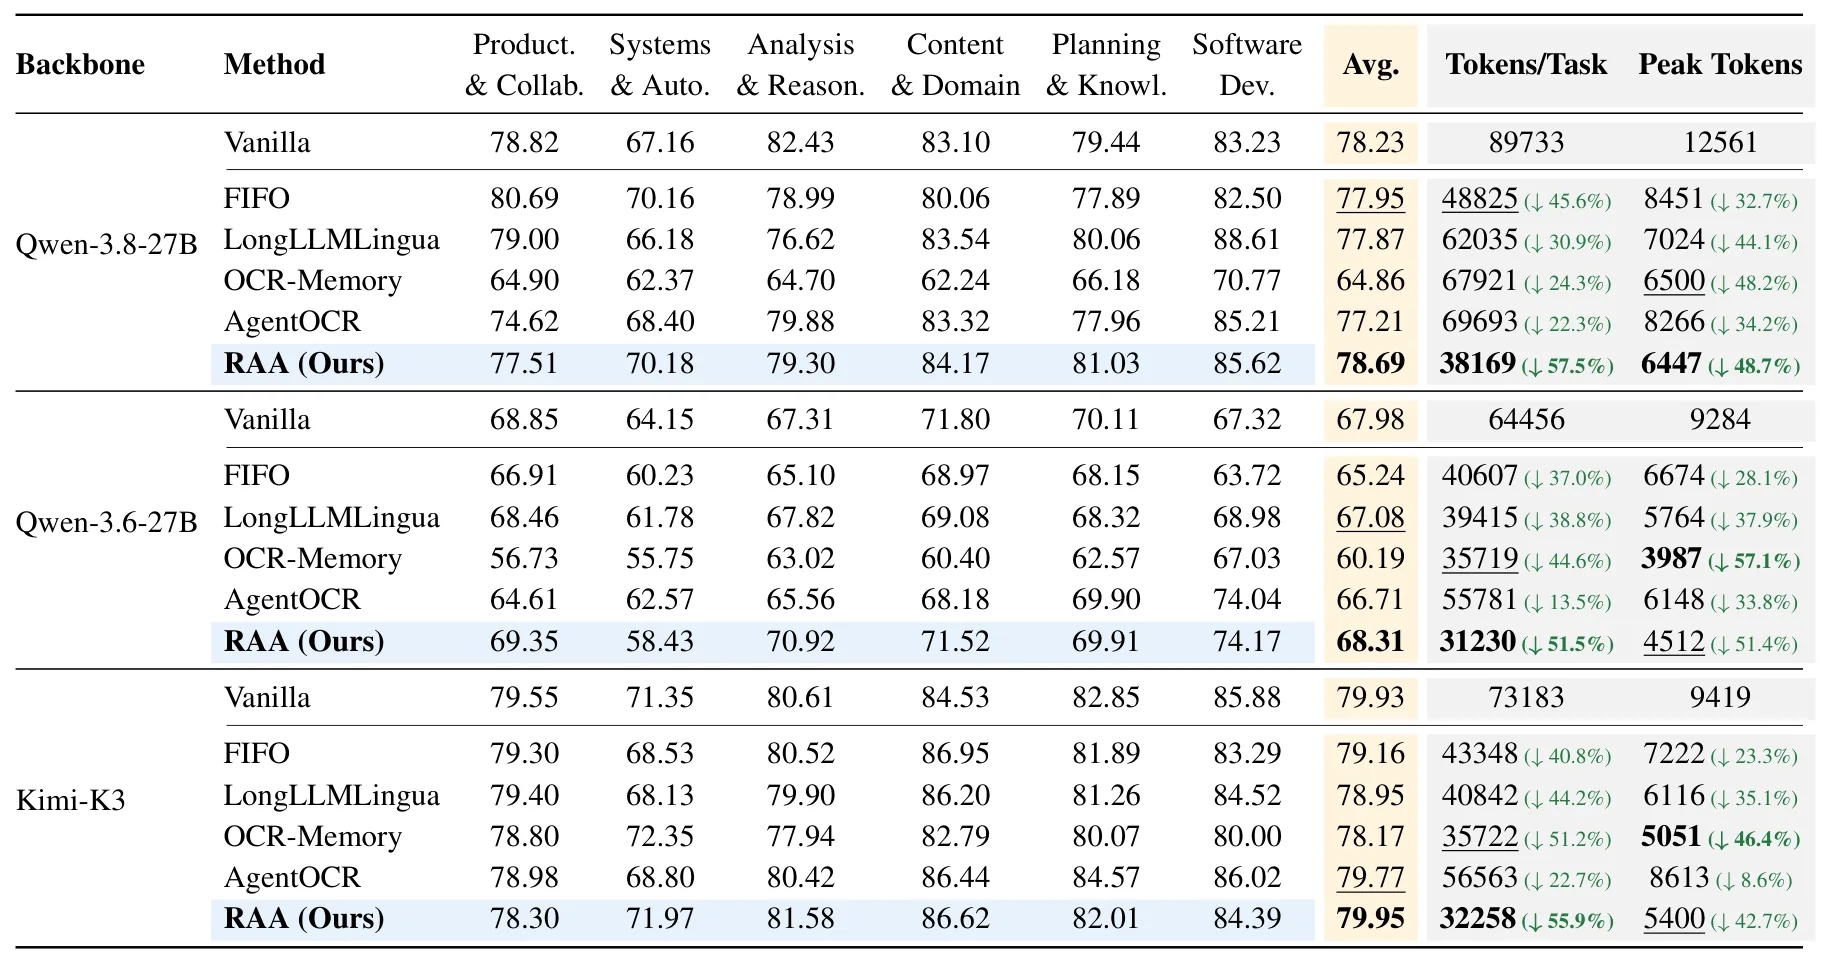 Backbone Method Product. & Collab. Systems & Auto. Analysis & Reason. Content & Domain Planning & Knowl. Software Dev. Avg. Tokens/Task Peak Tokens
Vanilla 78.82 67.16 82.43 83.10 79.44 83.23 78.23 89733 12561
Qwen-3.8-27B
FIFO 80.69 70.16 78.99 80.06 77.89 82.50 77.95 48825 (↓ 45.6%) 8451 (↓ 32.7%)
LongLLMLingua 79.00 66.18 76.62 83.54 80.06 88.61 77.87 62035 (↓ 30.9%) 7024 (↓ 44.1%)
OCR-Memory 64.90 62.37 64.70 62.24 66.18 70.77 64.86 67921 (↓ 24.3%) 6500 (↓ 48.2%)
AgentOCR 74.62 68.40 79.88 83.32 77.96 85.21 77.21 69693 (↓ 22.3%) 8266 (↓ 34.2%)
RAA (Ours) 77.51 70.18 79.30 84.17 81.03 85.62 78.69 38169 (↓ 57.5%) 6447 (↓ 48.7%)
Vanilla 68.85 64.15 67.31 71.80 70.11 67.32 67.98 64456 9284
Qwen-3.6-27B
FIFO 66.91 60.23 65.10 68.97 68.15 63.72 65.24 40607 (↓ 37.0%) 6674 (↓ 28.1%)
LongLLMLingua 68.46 61.78 67.82 69.08 68.32 68.98 67.08 39415 (↓ 38.8%) 5764 (↓ 37.9%)
OCR-Memory 56.73 55.75 63.02 60.40 62.57 67.03 60.19 35719 (↓ 44.6%) 3987 (↓ 57.1%)
AgentOCR 64.61 62.57 65.56 68.18 69.90 74.04 66.71 55781 (↓ 13.5%) 6148 (↓ 33.8%)
RAA (Ours) 69.35 58.43 70.92 71.52 69.91 74.17 68.31 31230 (↓ 51.5%) 4512 (↓ 51.4%)
Vanilla 79.55 71.35 80.61 84.53 82.85 85.88 79.93 73183 9419
Kimi-K3
FIFO 79.30 68.53 80.52 86.95 81.89 83.29 79.16 43348 (↓ 40.8%) 7222 (↓ 23.3%)
LongLLMLingua 79.40 68.13 79.90 86.20 81.26 84.52 78.95 40842 (↓ 44.2%) 6116 (↓ 35.1%)
OCR-Memory 78.80 72.35 77.94 82.79 80.07 80.00 78.17 35722 (↓ 51.2%) 5051 (↓ 46.4%)
AgentOCR 78.98 68.80 80.42 86.44 84.57 86.02 79.77 56563 (↓ 22.7%) 8613 (↓ 8.6%)
RAA (Ours) 78.30 71.97 81.58 86.62 82.01 84.39 79.95 32258 (↓ 55.9%) 5400 (↓ 42.7%)